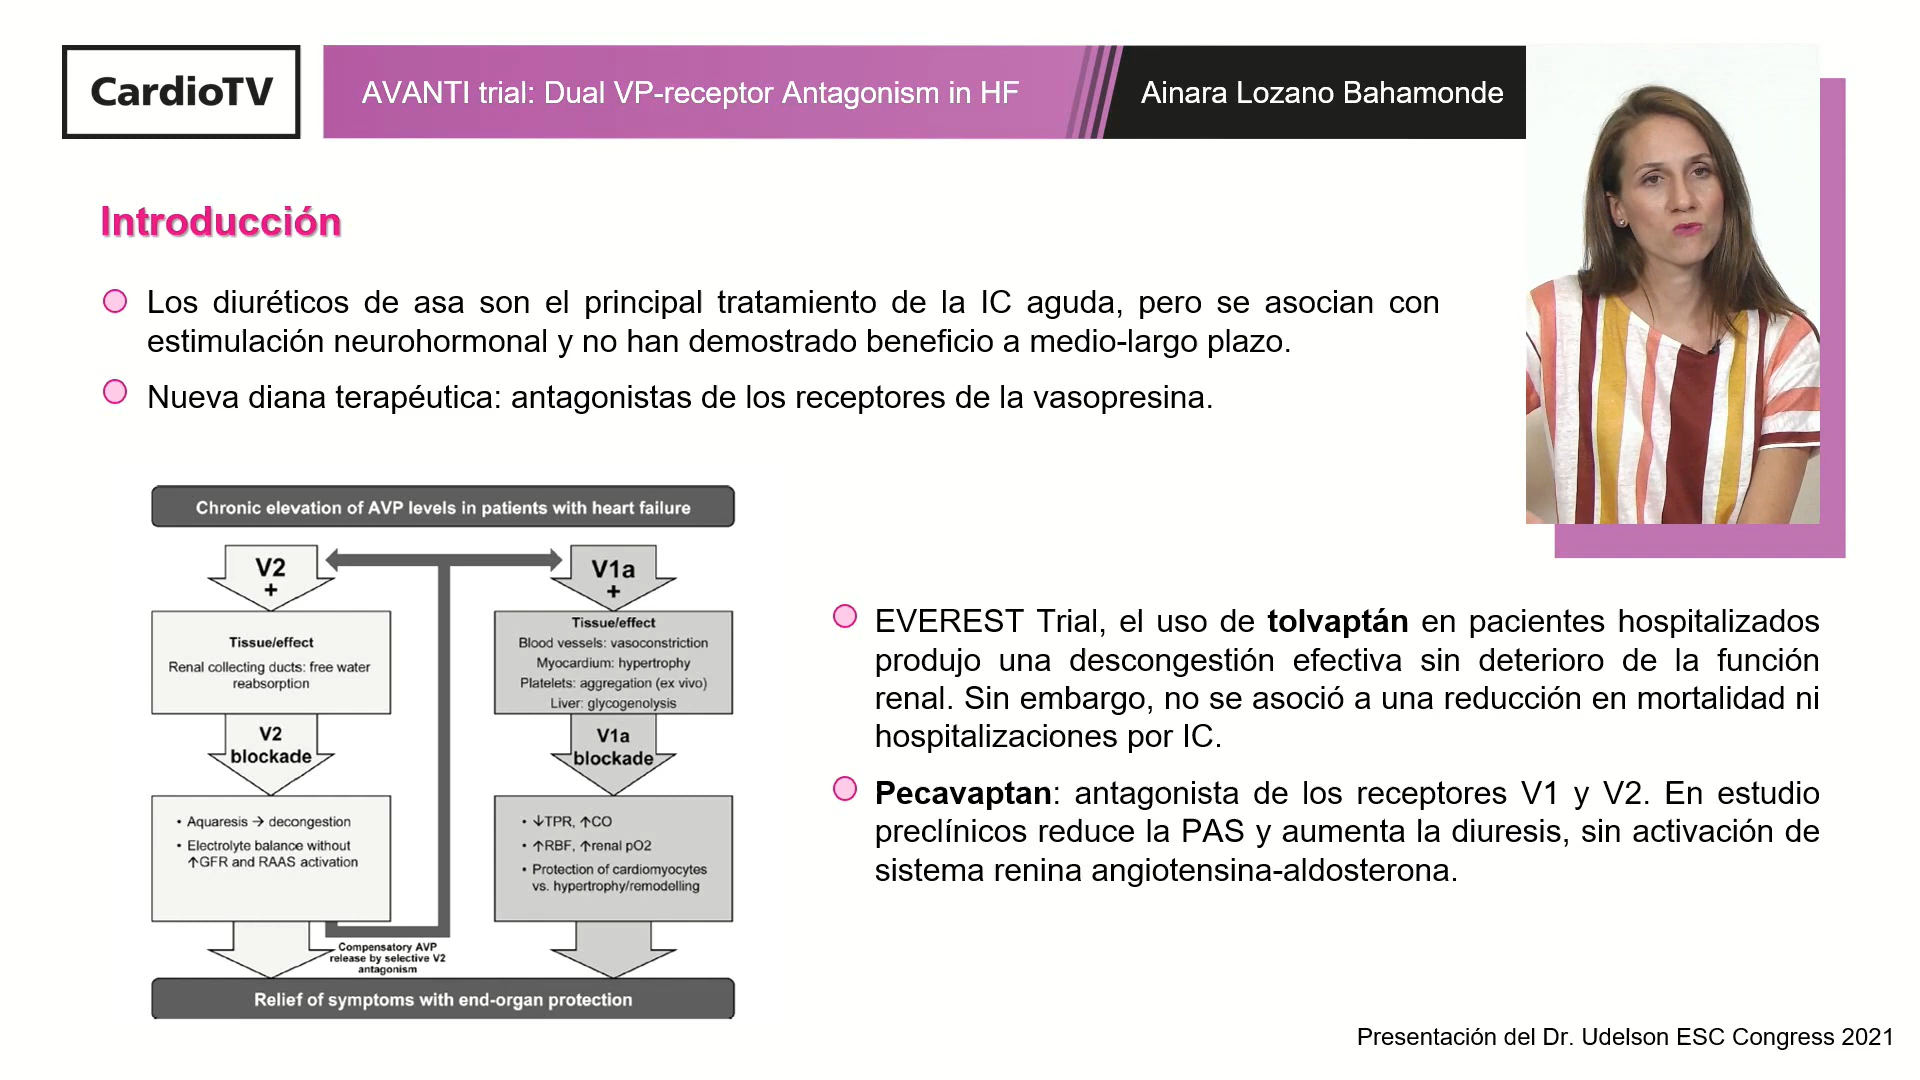 CardioTV
AVANTI trial: Dual VP-receptor Antagonism in HF
Ainara Lozano Bahamonde
Introducción
Los diuréticos de asa son el principal tratamiento de la IC aguda, pero se asocian con
estimulación neurohormonal y no han demostrado beneficio a medio-largo plazo.
Nueva diana terapéutica: antagonistas de los receptores de la vasopresina.
Chronic elevation of AVP levels in patients with heart failure
V2
+
Tissue/effect
Renal collecting ducts: free water
reabsorption
V2
blockade
• Aquaresis → decongestion
• Electrolyte balance without
↑GFR and RAAS activation
Compensatory AVP
release by selective V2
antagonism
V1a
+
Tissue/effect
Blood vessels: vasoconstriction
Myocardium: hypertrophy
Platelets: aggregation (ex vivo)
Liver: glycogenolysis
V1a
blockade
• ↓TPR, ↑CO
• ↑RBF, ↑renal pO2
• Protection of cardiomyocytes
vs. hypertrophy/remodelling
Relief of symptoms with end-organ protection
EVEREST Trial, el uso de tolvaptán en pacientes hospitalizados
produjo una descongestión efectiva sin deterioro de la función
renal. Sin embargo, no se asoció a una reducción en mortalidad ni
hospitalizaciones por IC.
Pecavaptan: antagonista de los receptores V1 y V2. En estudio
preclínicos reduce la PAS y aumenta la diuresis, sin activación de
sistema renina angiotensina-aldosterona.
Presentación del Dr. Udelson ESC Congress 2021